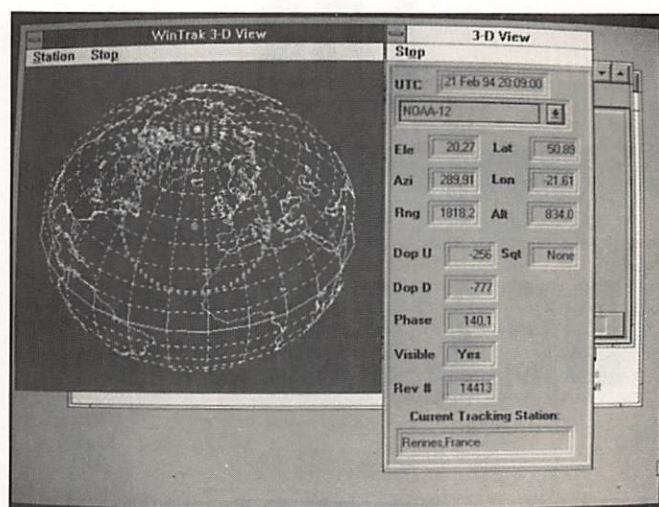 WinTrak 3-D View
Station Stop
3-D View
Stop
UTC 21 Feb 94 20:09:00
NOAA-12
Ele 20,27 Lat 50,89
Azi 289,91 Lon -21,61
Rng 1818,2 Alt 834,0
Dop U -256 Sqt None
Dop D -777
Phase 140,1
Visible Yes
Rev # 14413
Current Tracking Station:
Rennes,France